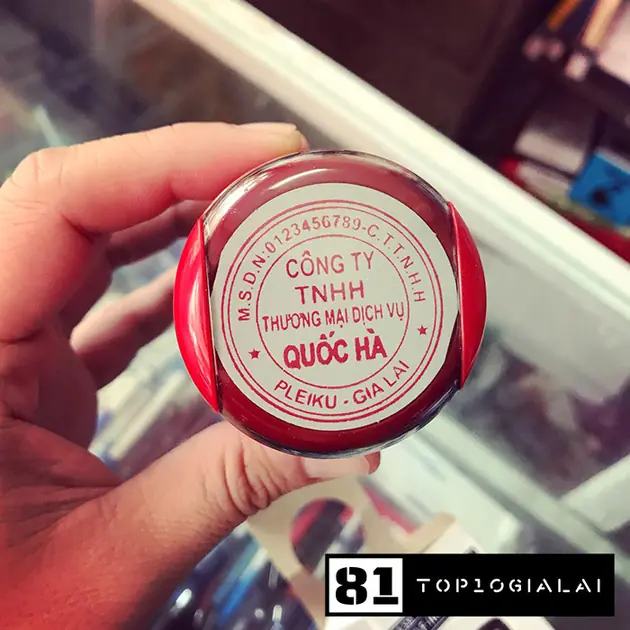 M.S.D.N:0123456789-C.T.T.N.H.H
CÔNG TY
TNHH
THƯƠNG MẠI DỊCH VỤ
QUỐC HÀ
PLEIKU - GIA LAI
81 TOP10GIALAI